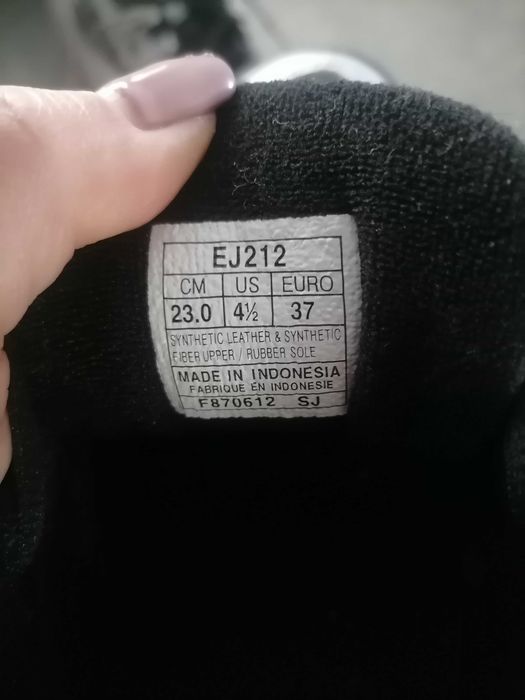 EJ212
CM US EURO
23.0 4½ 37
SYNTHETIC LEATHER & SYNTHETIC
FIBER UPPER / RUBBER SOLE
MADE IN INDONESIA
FABRIQUE EN INDONESIE
F870612 SJ